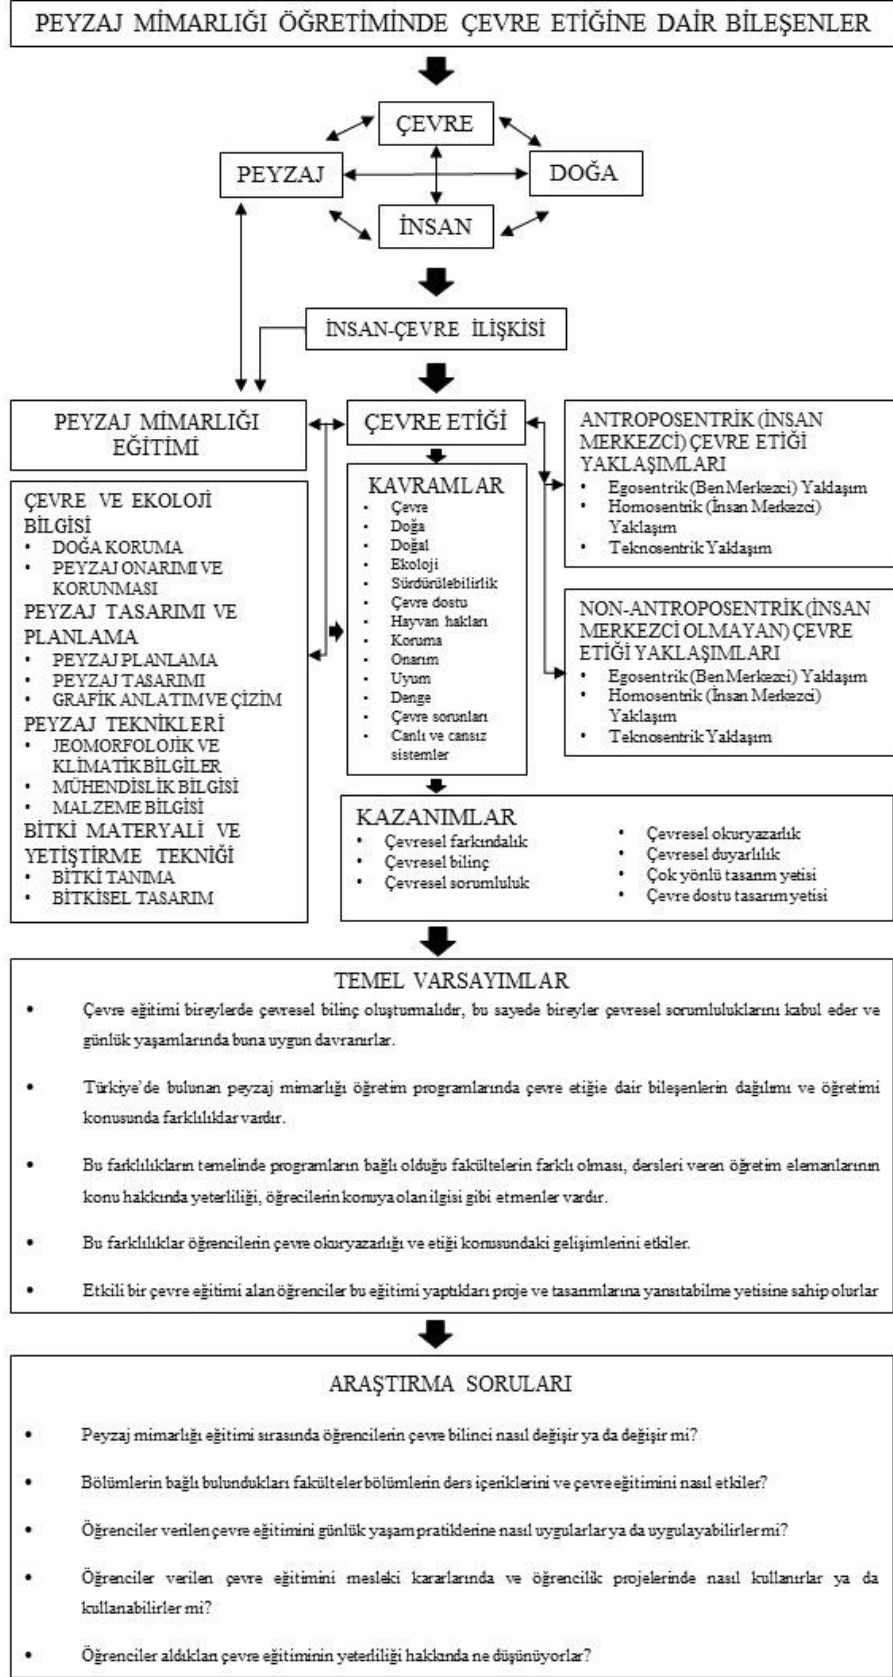 PEYZAJ MİMARLIĞI ÖĞRETİMİNDE ÇEVRE ETİĞİNE DAİR BİLEŞENLER
ÇEVRE
PEYZAJ
DOĞA
İNSAN
İNSAN-ÇEVRE İLİŞKİSİ
PEYZAJ MİMARLIĞI
EĞİTİMİ
ÇEVRE VE EKOLOJİ
BİLGİSİ
• DOĞA KORUMA
• PEYZAJ ONARIMI VE
KORUNMASI
PEYZAJ TASARIMI VE
PLANLAMA
• PEYZAJ PLANLAMA
• PEYZAJ TASARIMI
• GRAFİK ANLATIM VE ÇİZİM
PEYZAJ TEKNİKLERİ
• JEOMORFOLOJİK VE
KLİMATİK BİLGİLER
• MÜHENDİSLİK BİLGİSİ
• MALZEME BİLGİSİ
BİTKİ MATERYALİ VE
YETİŞTİRME TEKNİĞİ
• BİTKİ TANIMA
• BİTKİSEL TASARIM
ÇEVRE ETİĞİ
KAVRAMLAR
• Çevre
• Doğa
• Doğal
• Ekoloji
• Sürdürülebilirlik
• Çevre dostu
• Hayvan hakları
• Koruma
• Onarım
• Uyum
• Denge
• Çevre sorunları
• Canlı ve cansız
sistemler
ANTROPOSENTRİK (İNSAN
MERKEZCİ) ÇEVRE ETİĞİ
YAKLAŞIMLARI
• Egosentrik (Ben Merkezci) Yaklaşım
• Homosentrik (İnsan Merkezci)
Yaklaşım
• Teknosentrik Yaklaşım
NON-ANTROPOSENTRİK (İNSAN
MERKEZCİ OLMAYAN) ÇEVRE
ETİĞİ YAKLAŞIMLARI
• Egosentrik (Ben Merkezci) Yaklaşım
• Homosentrik (İnsan Merkezci)
Yaklaşım
• Teknosentrik Yaklaşım
KAZANIMLAR
• Çevresel farkındalık
• Çevresel bilinç
• Çevresel sorumluluk
• Çevresel okuryazarlık
• Çevresel duyarlılık
• Çok yönlü tasarım yetisi
• Çevre dostu tasarım yetisi
TEMEL VARSAYIMLAR
• Çevre eğitimi bireylerde çevresel bilinç oluşturmalıdır, bu sayede bireyler çevresel sorumluluklarını kabul eder ve
günlük yaşamlarında buna uygun davranırlar.
• Türkiye'de bulunan peyzaj mimarlığı öğretim programlarında çevre etiğie dair bileşenlerin dağılımı ve öğretimi
konusunda farklılıklar vardır.
• Bu farklılıkların temelinde programların bağlı olduğu fakültelerin farklı olması, dersleri veren öğretim elemanlarının
konu hakkında yeterliliği, öğrecilerin konuya olan ilgisi gibi etmenler vardır.
• Bu farklılıklar öğrencilerin çevre okuryazarlığı ve etiği konusundaki gelişimlerini etkiler.
• Etkili bir çevre eğitimi alan öğrenciler bu eğitimi yaptıkları proje ve tasarımlarına yansıtabilme yetisine sahip olurlar
ARAŞTIRMA SORULARI
• Peyzaj mimarlığı eğitimi sırasında öğrencilerin çevre bilinci nasıl değişir ya da değişir mi?
• Bölümlerin bağlı bulundukları fakülteler bölümlerin ders içeriklerini ve çevre eğitimini nasıl etkiler?
• Öğrenciler verilen çevre eğitimini günlük yaşam pratiklerine nasıl uygularlar ya da uygulayabilirler mi?
• Öğrenciler verilen çevre eğitimini mesleki kararlarında ve öğrencilik projelerinde nasıl kullanırlar ya da
kullanabilirler mi?
• Öğrenciler aldıkları çevre eğitiminin yeterliliği hakkında ne düşünüyorlar?